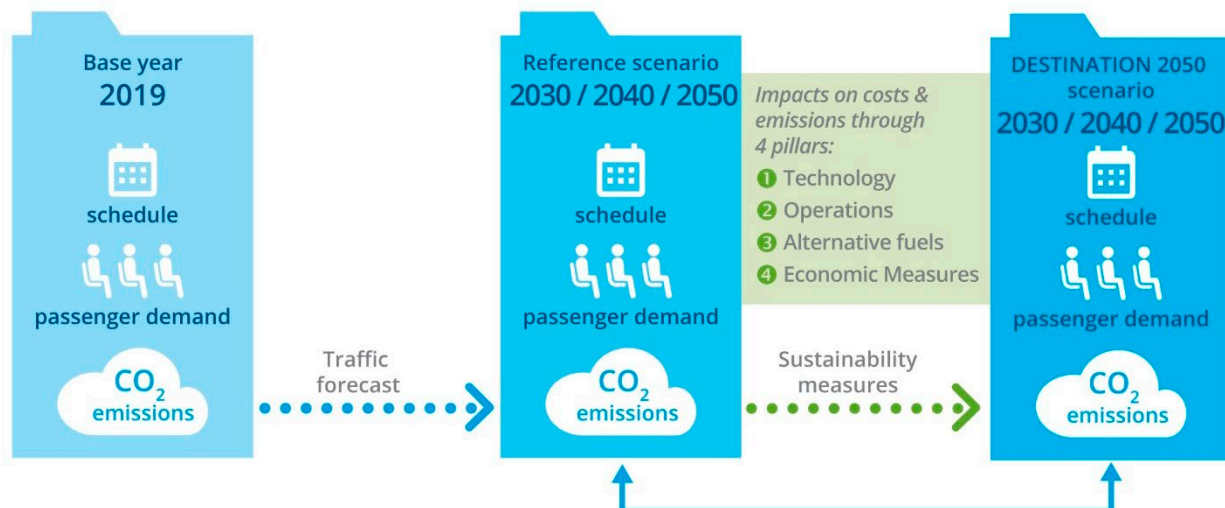 Base year
2019
schedule
passenger demand
CO2
emissions
Traffic
forecast
Reference scenario
2030 / 2040 / 2050
schedule
passenger demand
CO2
emissions
Impacts on costs &
emissions through
4 pillars:
1 Technology
2 Operations
3 Alternative fuels
4 Economic Measures
Sustainability
measures
DESTINATION 2050
scenario
2030 / 2040 / 2050
schedule
passenger demand
CO2
emissions